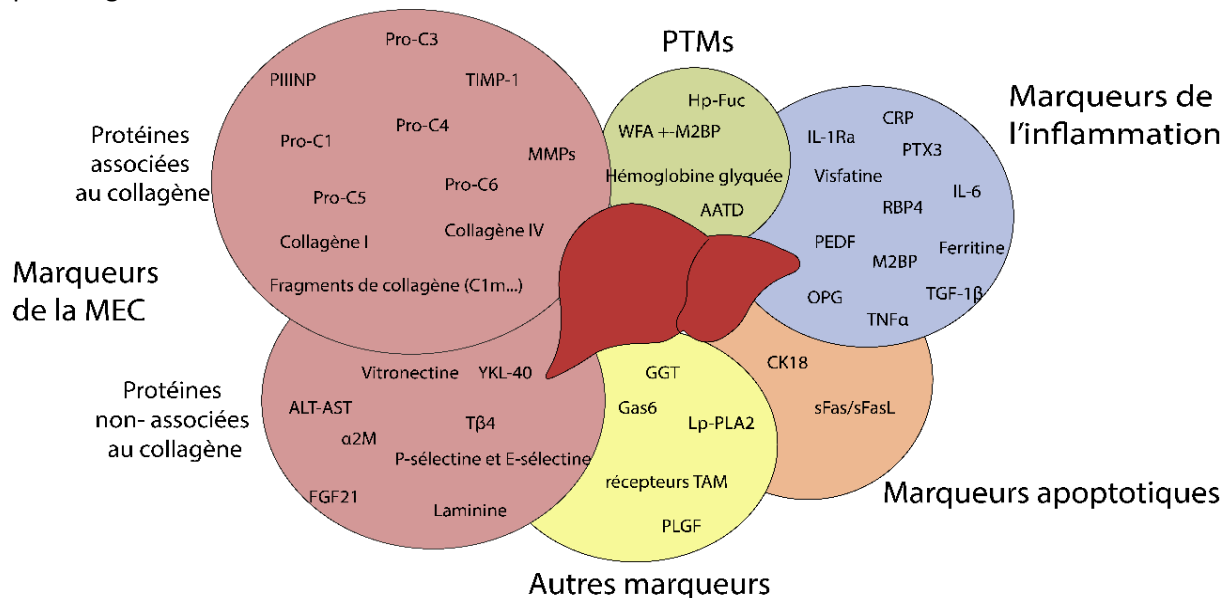 Pro-C3
PIIINP
TIMP-1
Pro-C4
Pro-C1
MMPs
Pro-C6
Pro-C5
Collagène IV
Collagène I
Fragments de collagène (C1m...)
Protéines
associées
au collagène
Marqueurs
de la MEC
Protéines
non- associées
au collagène
Vitronectine
YKL-40
ALT-AST
Tβ4
α2M
P-sélectine et E-sélectine
FGF21
Laminine
PTMs
Hp-Fuc
WFA +-M2BP
Hémoglobine glyquée
AATD
Marqueurs de
l'inflammation
CRP
IL-1Ra
PTX3
Visfatine
IL-6
RBP4
PEDF
Ferritine
M2BP
OPG
TGF-1β
TNFα
CK18
sFas/sFasL
Marqueurs apoptotiques
GGT
Gas6
Lp-PLA2
récepteurs TAM
PLGF
Autres marqueurs